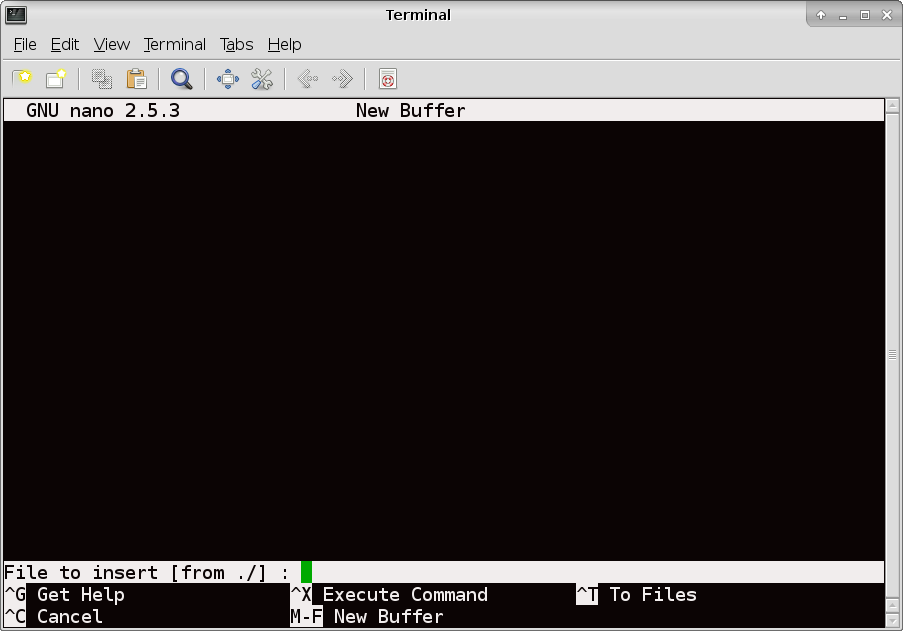 Terminal
File Edit View Terminal Tabs Help
GNU nano 2.5.3 New Buffer
File to insert [from ./] :
^G Get Help ^X Execute Command ^T To Files
^C Cancel M-F New Buffer